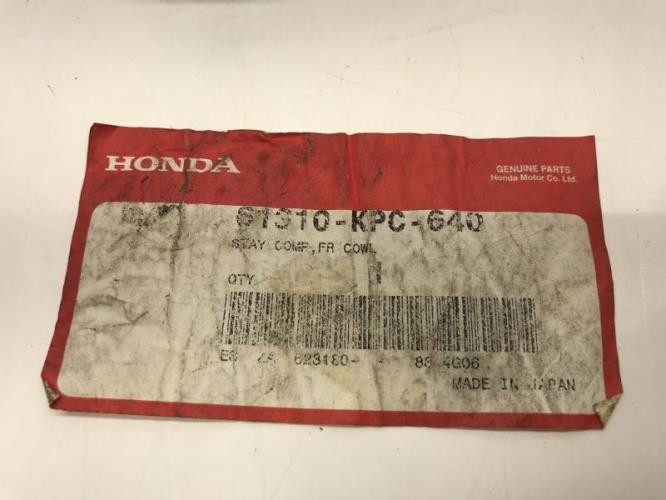 HONDA
GENUINE PARTS
Honda Motor Co. Ltd.
61310-KPC-640
STAY COMP,FR COWL
QTY 1
623180- 4G06
MADE IN JAPAN